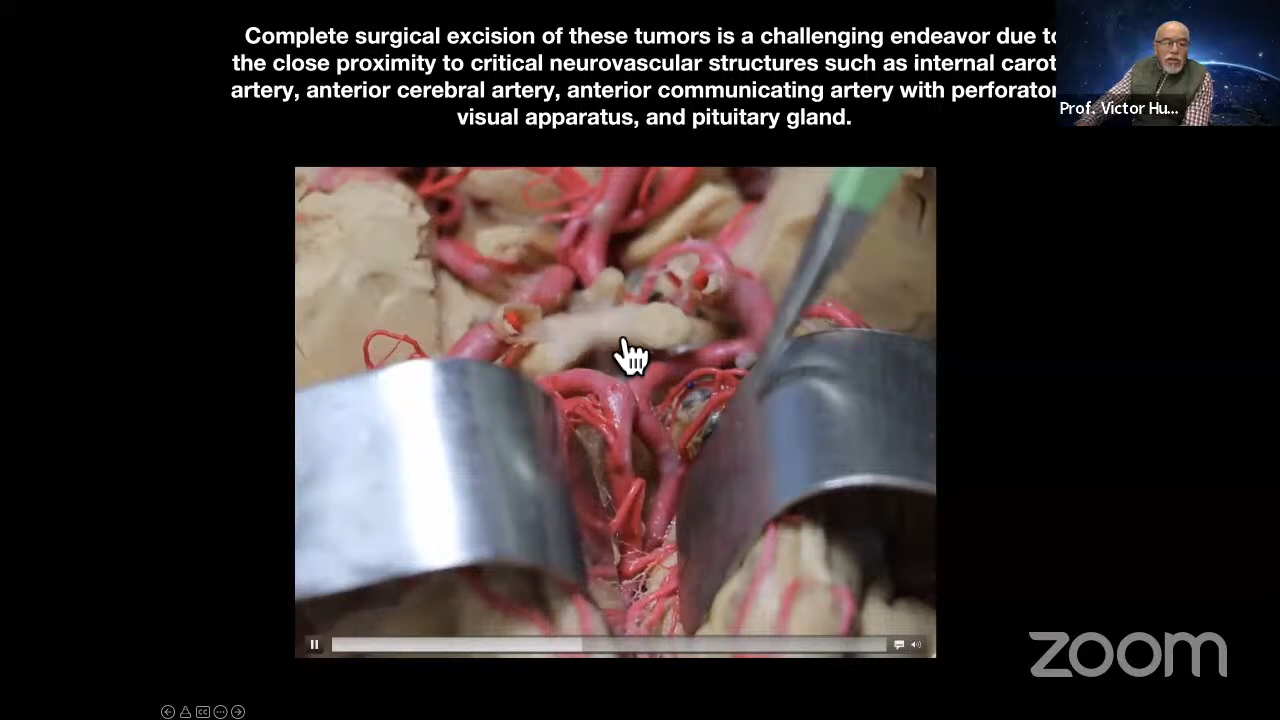 Complete surgical excision of these tumors is a challenging endeavor due to
the close proximity to critical neurovascular structures such as internal carot
artery, anterior cerebral artery, anterior communicating artery with perforator
visual apparatus, and pituitary gland.
Prof. Victor Hu...
zoom